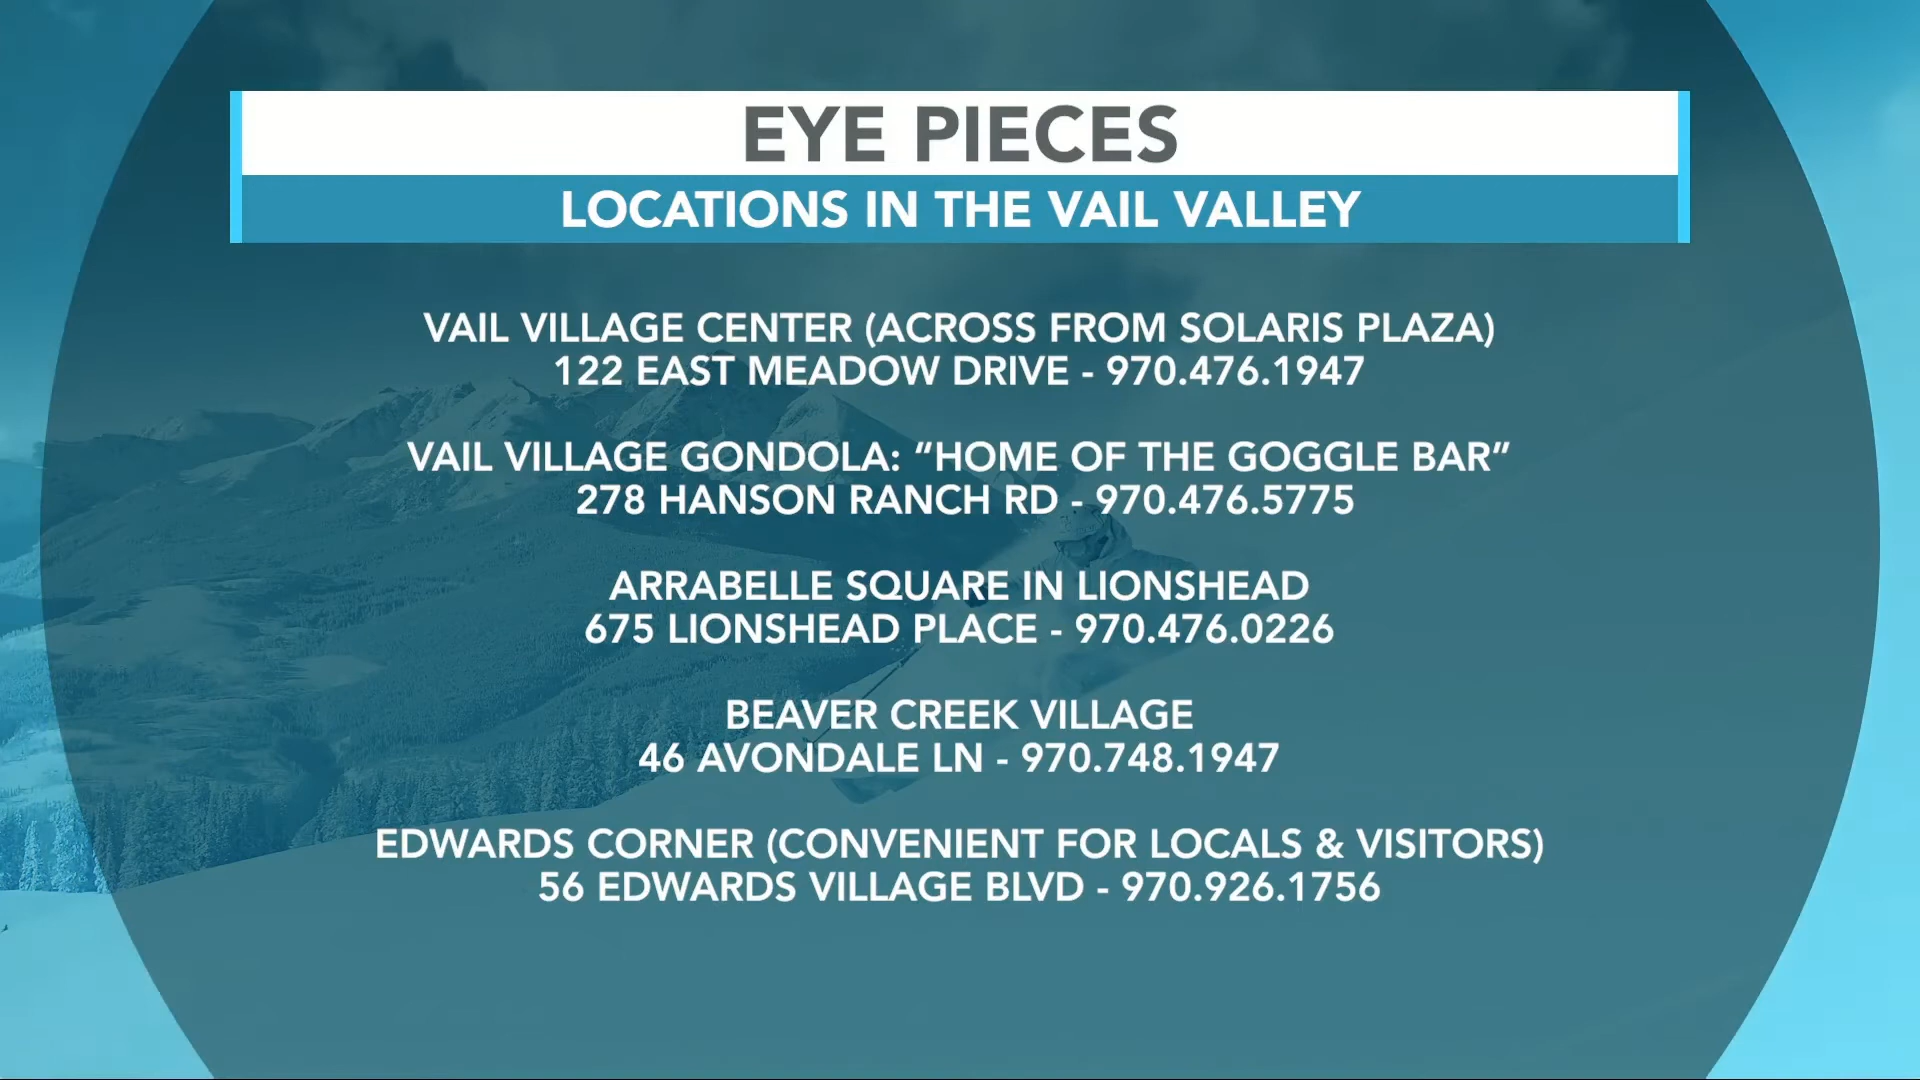 EYE PIECES
LOCATIONS IN THE VAIL VALLEY
VAIL VILLAGE CENTER (ACROSS FROM SOLARIS PLAZA)
122 EAST MEADOW DRIVE - 970.476.1947
VAIL VILLAGE GONDOLA: “HOME OF THE GOGGLE BAR”
278 HANSON RANCH RD - 970.476.5775
ARRABELLE SQUARE IN LIONSHEAD
675 LIONSHEAD PLACE - 970.476.0226
BEAVER CREEK VILLAGE
46 AVONDALE LN - 970.748.1947
EDWARDS CORNER (CONVENIENT FOR LOCALS & VISITORS)
56 EDWARDS VILLAGE BLVD - 970.926.1756